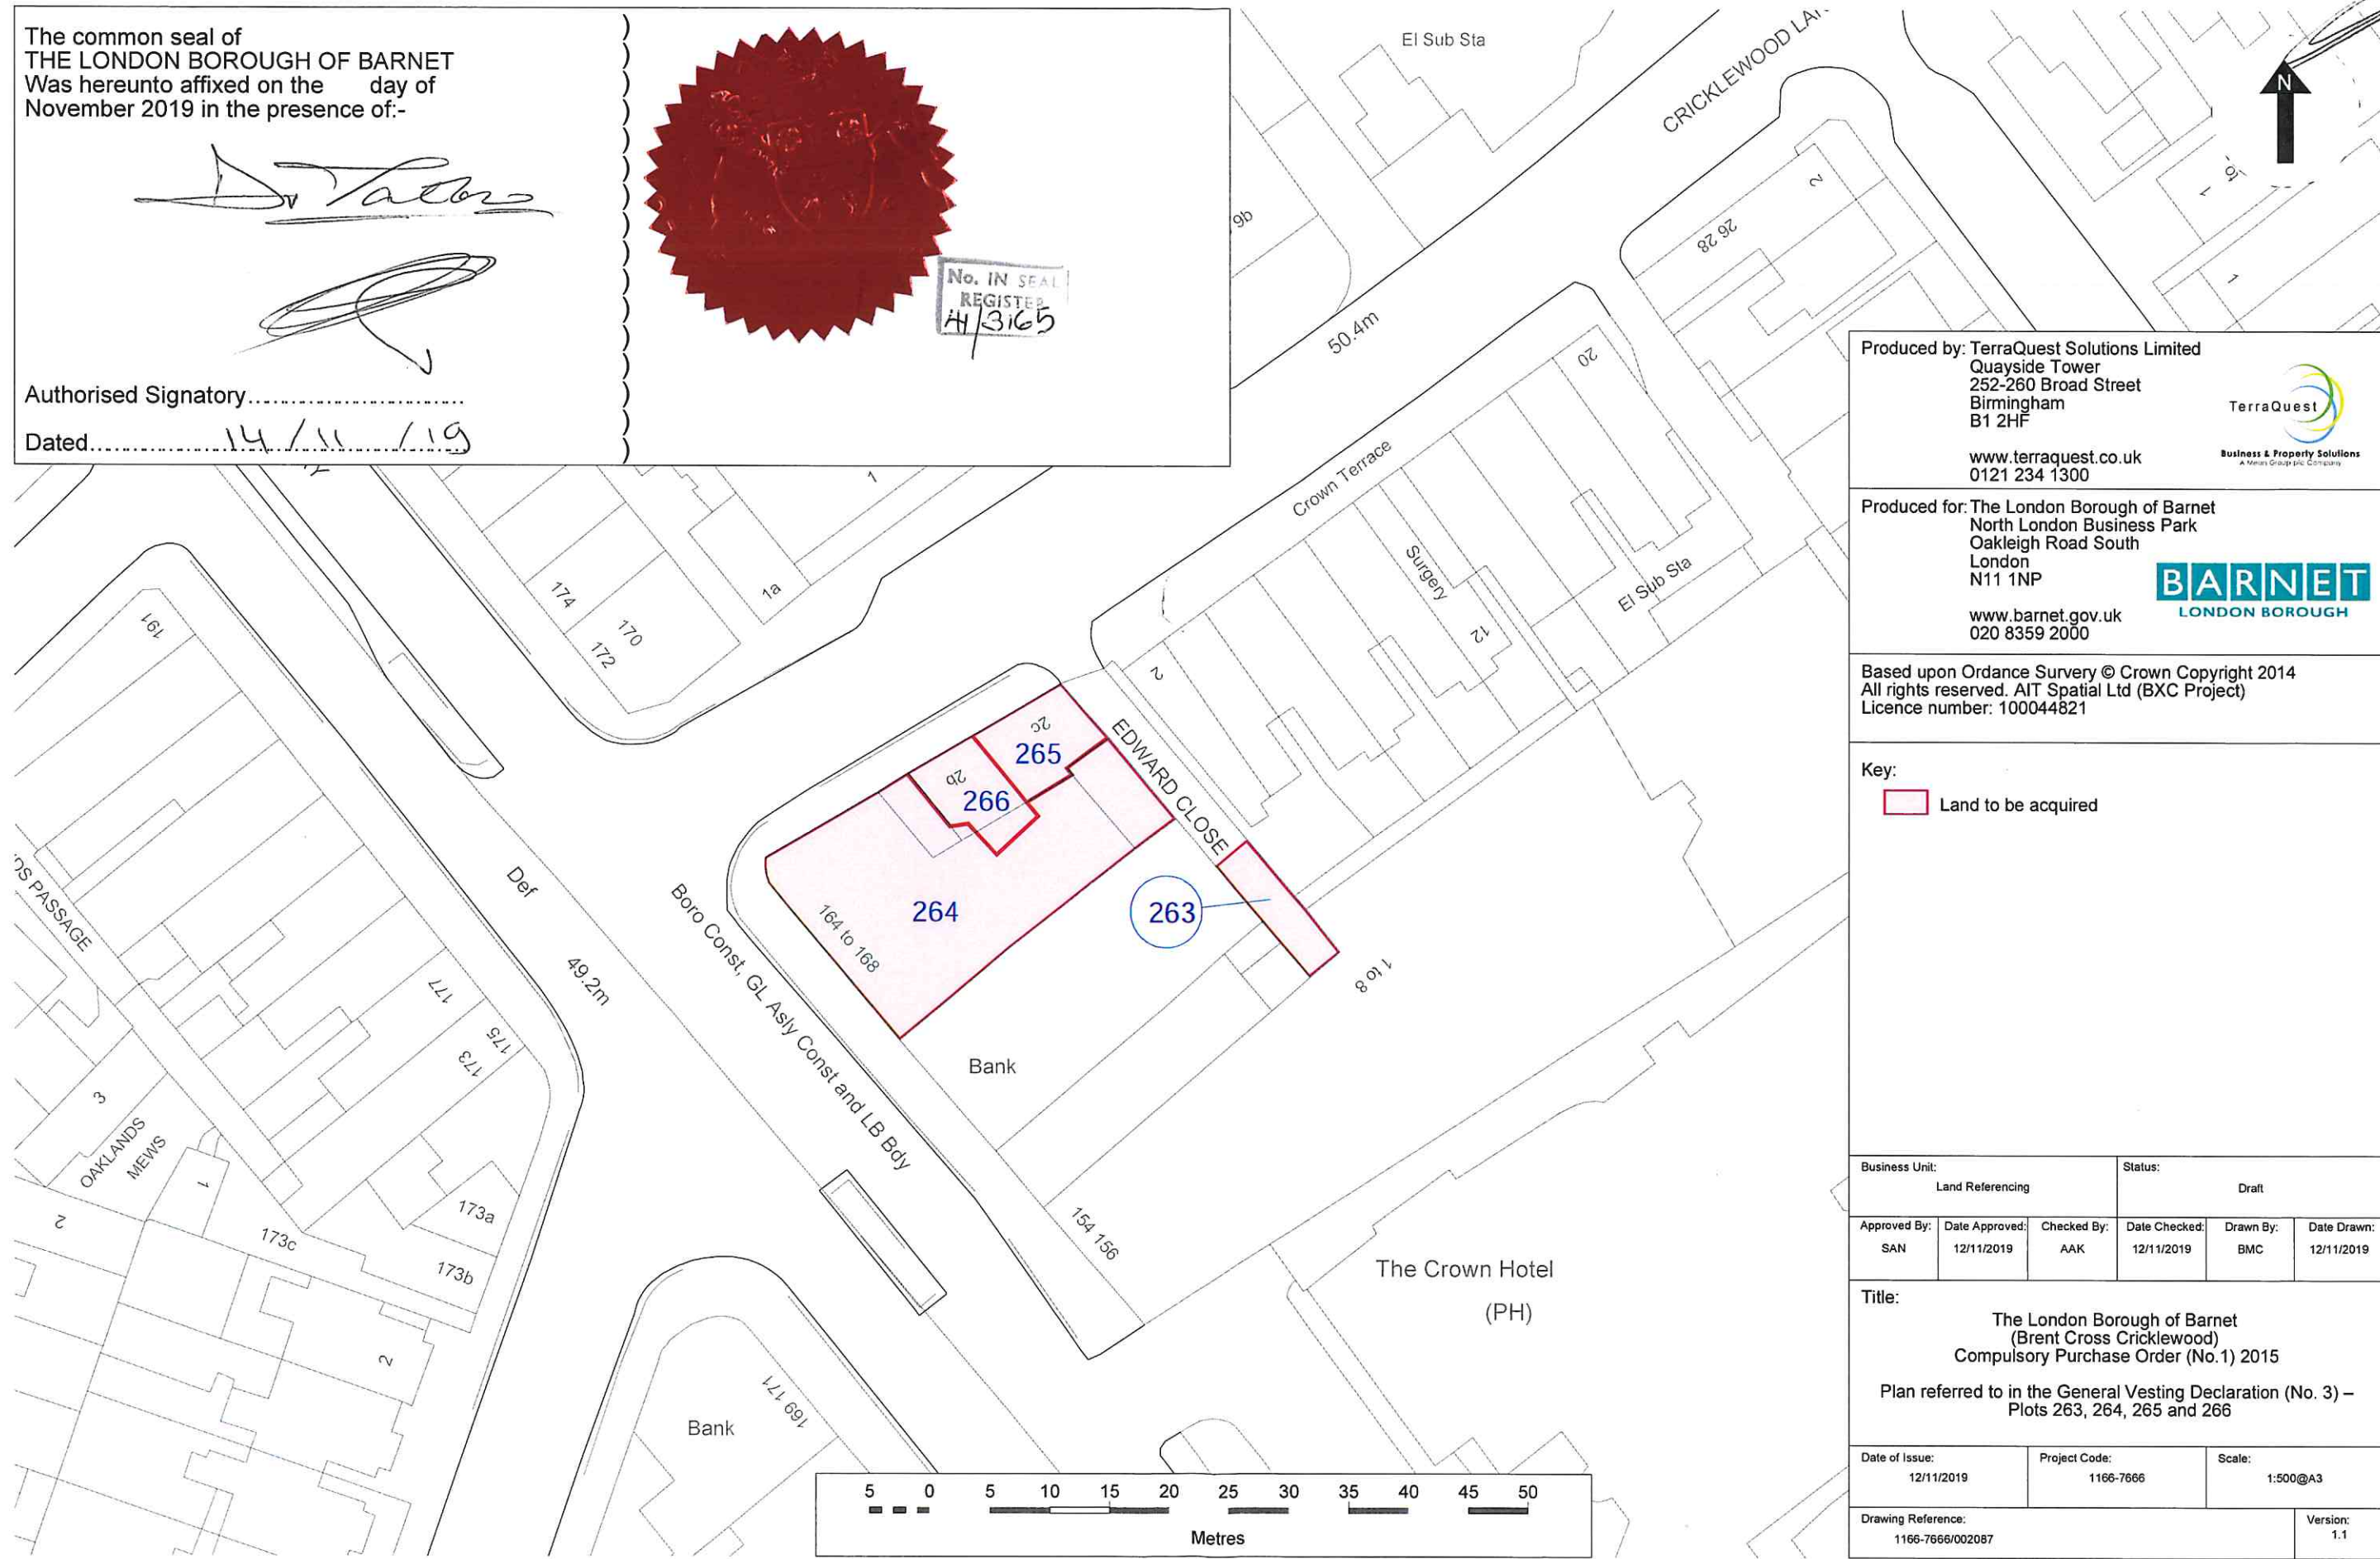 The common seal of
THE LONDON BOROUGH OF BARNET
Was hereunto affixed on the day of
November 2019 in the presence of:-
Authorised Signatory
Dated 14/11/19
No. IN SEAL
REGISTER
El Sub Sta
9b
50.4m
26 28
2
1
1
20
Crown Terrace
Surgery
12
El Sub Sta
2
1
1a
174
170
172
191
2c
265
2b
266
EDWARD CLOSE
264
164 to 168
263
1 to 8
Def
49.2m
Boro Const, GL Asly Const and LB Bdy
PASSAGE
177
175
173
3
OAKLANDS
MEWS
1
2
173a
173c
173b
2
Bank
154 156
The Crown Hotel
(PH)
169 171
Bank
5 0 5 10 15 20 25 30 35 40 45 50
Metres
N
Produced by: TerraQuest Solutions Limited
Quayside Tower
252-260 Broad Street
Birmingham
B1 2HF
www.terraquest.co.uk
0121 234 1300
TerraQuest
Business & Property Solutions
Produced for: The London Borough of Barnet
North London Business Park
Oakleigh Road South
London
N11 1NP
www.barnet.gov.uk
020 8359 2000
BARNET
LONDON BOROUGH
Based upon Ordance Survery © Crown Copyright 2014
All rights reserved. AIT Spatial Ltd (BXC Project)
Licence number: 100044821
Key:
Land to be acquired
Business Unit: Status:
Land Referencing Draft
Approved By: Date Approved: Checked By: Date Checked: Drawn By: Date Drawn:
SAN 12/11/2019 AAK 12/11/2019 BMC 12/11/2019
Title:
The London Borough of Barnet
(Brent Cross Cricklewood)
Compulsory Purchase Order (No.1) 2015
Plan referred to in the General Vesting Declaration (No. 3) –
Plots 263, 264, 265 and 266
Date of Issue: Project Code: Scale:
12/11/2019 1166-7666 1:500@A3
Drawing Reference: Version:
1166-7666/002087 1.1